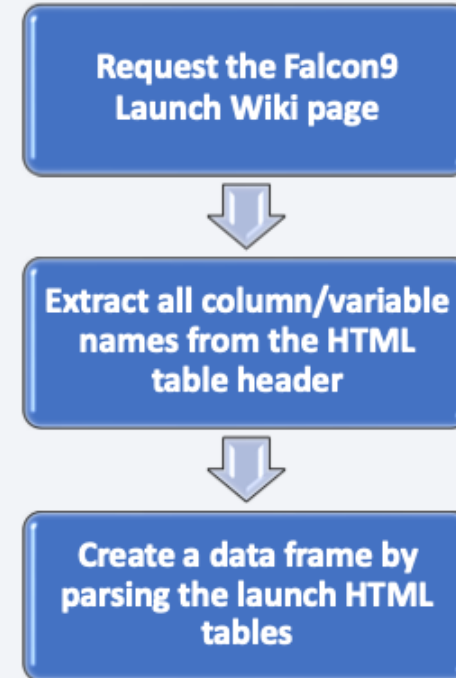 Request the Falcon9
Launch Wiki page
Extract all column/variable
names from the HTML
table header
Create a data frame by
parsing the launch HTML
tables